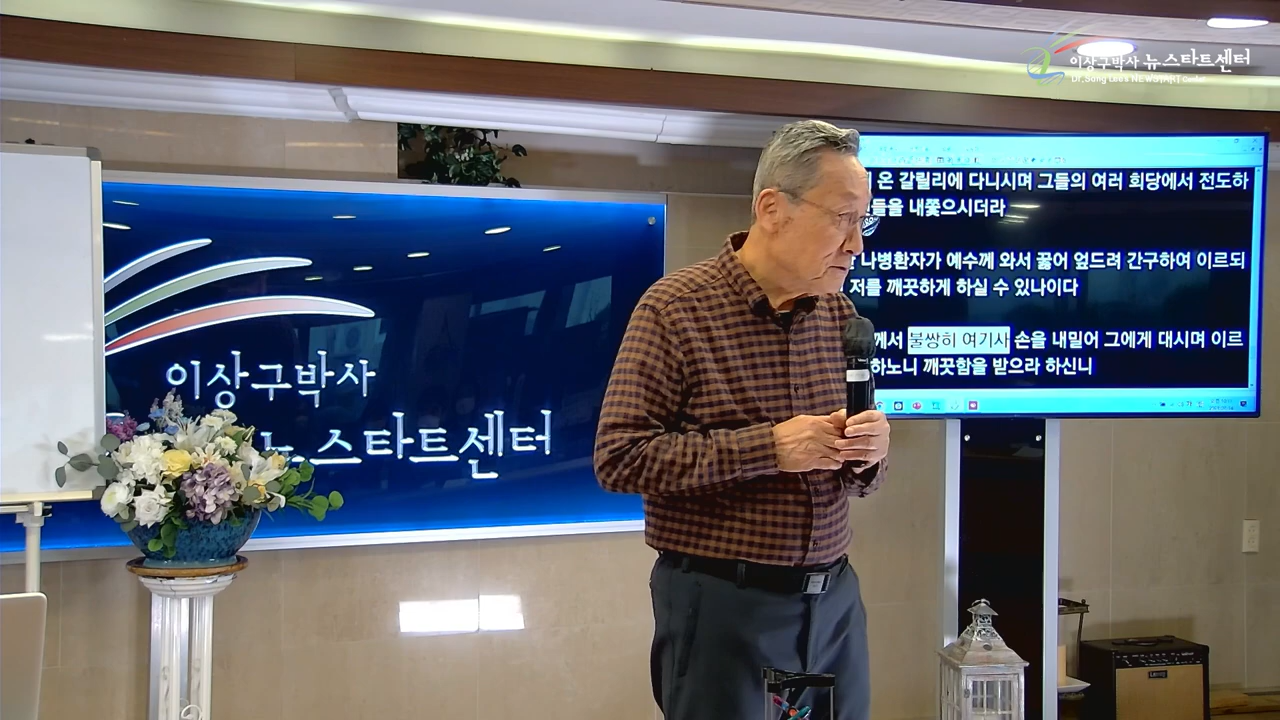 이상구박사 뉴스타트센터
Dr. Sang Lee's NEWSTART Center
온 갈릴리에 다니시며 그들의 여러 회당에서 전도하
들을 내쫓으시더라
나병환자가 예수께 와서 꿇어 엎드려 간구하여 이르되
저를 깨끗하게 하실 수 있나이다
께서 불쌍히 여기사 손을 내밀어 그에게 대시며 이르
하노니 깨끗함을 받으라 하신니
이상구박사
뉴스타트센터
Laney